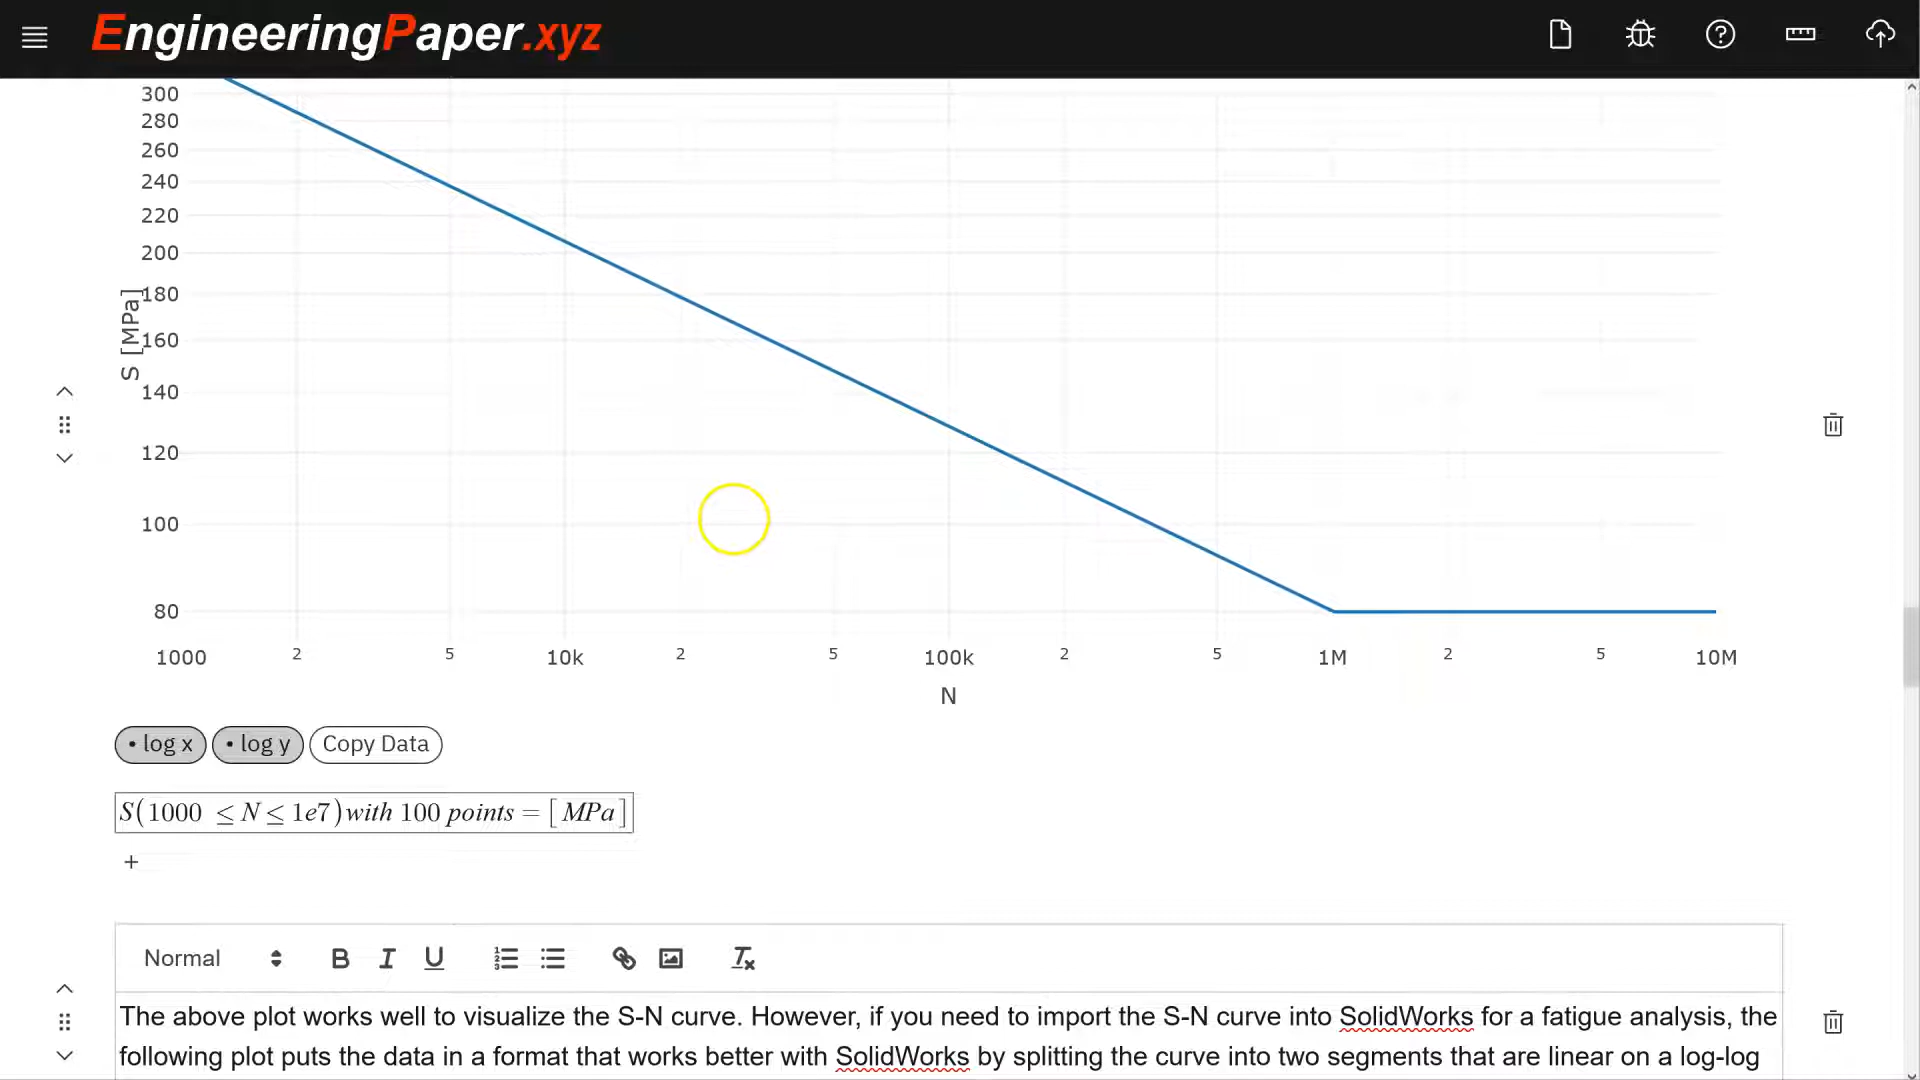 EngineeringPaper.xyz
300
280
260
240
220
200
180
160
140
120
100
80
S [MPa]
1000 2 5 10k 2 5 100k 2 5 1M 2 5 10M
N
• log x • log y Copy Data
S(1000 ≤ N ≤ 1e7) with 100 points = [MPa]
+
Normal B I U
The above plot works well to visualize the S-N curve. However, if you need to import the S-N curve into SolidWorks for a fatigue analysis, the
following plot puts the data in a format that works better with SolidWorks by splitting the curve into two segments that are linear on a log-log